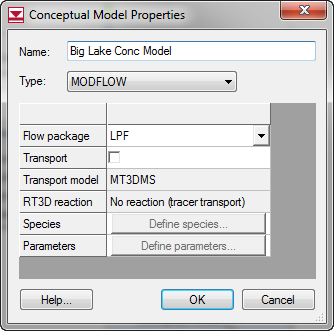 Conceptual Model Properties
Name: Big Lake Conc Model
Type: MODFLOW
Flow package LPF
Transport
Transport model MT3DMS
RT3D reaction No reaction (tracer transport)
Species Define species...
Parameters Define parameters...
Help... OK Cancel